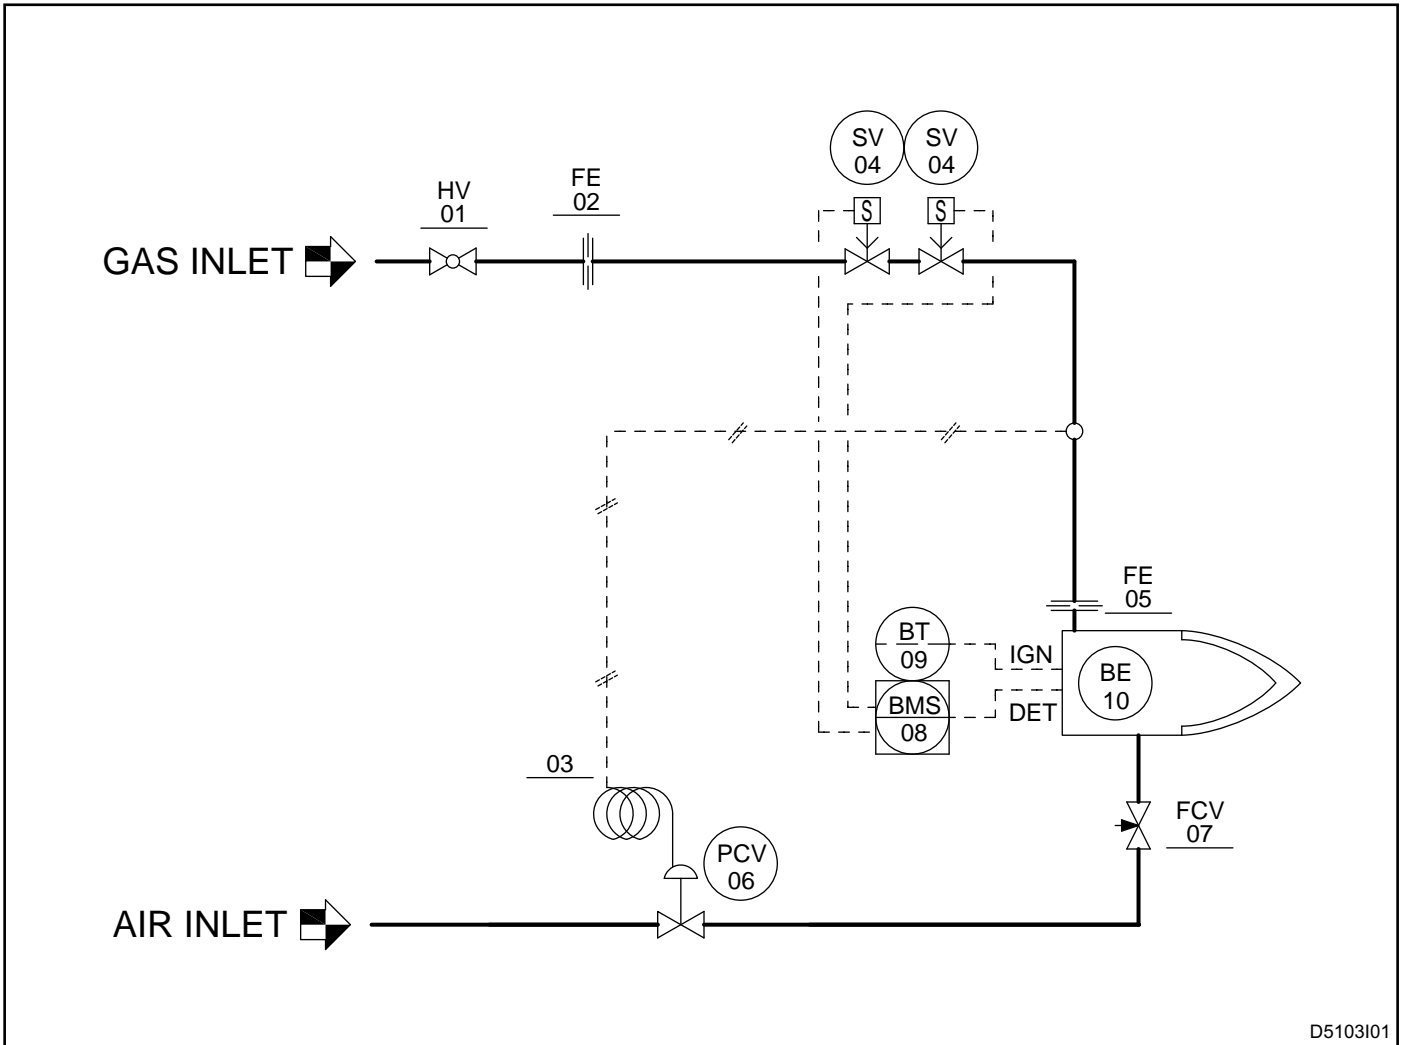 SV
04
SV
04
HV
01
FE
02
S
S
GAS INLET
FE
05
BT
09
IGN
BE
10
BMS
08
DET
03
FCV
07
PCV
06
AIR INLET
D5103I01